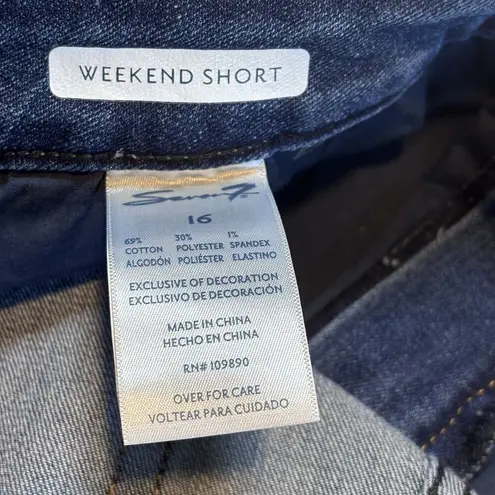 WEEKEND SHORT
Seven7
16
69% 30% 1%
COTTON POLYESTER SPANDEX
ALGODÓN POLIÉSTER ELASTINO
EXCLUSIVE OF DECORATION
EXCLUSIVO DE DECORACIÓN
MADE IN CHINA
HECHO EN CHINA
RN# 109890
OVER FOR CARE
VOLTEAR PARA CUIDADO